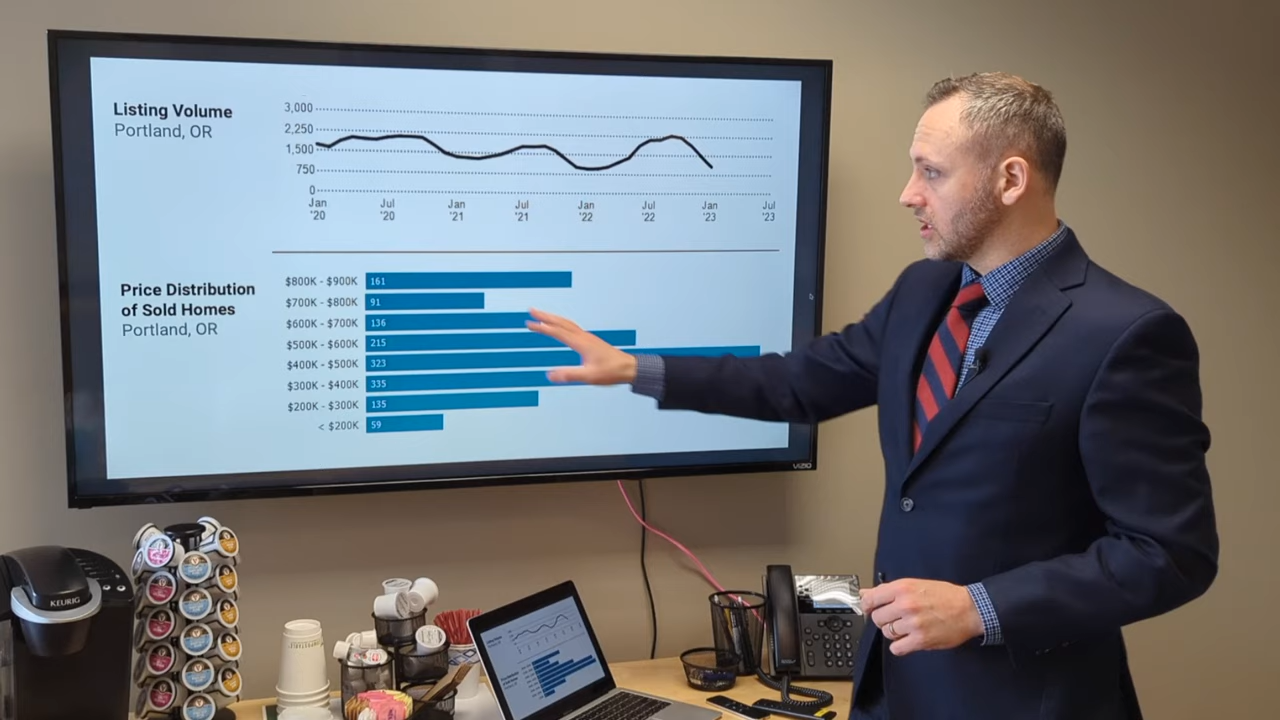 Listing Volume
Portland, OR
3,000
2,250
1,500
750
0
Jan '20
Jul '20
Jan '21
Jul '21
Jan '22
Jul '22
Jan '23
Jul '23
Price Distribution
of Sold Homes
Portland, OR
$800K - $900K 161
$700K - $800K 91
$600K - $700K 136
$500K - $600K 215
$400K - $500K 323
$300K - $400K 335
$200K - $300K 135
< $200K 59
VIZIO
KEURIG